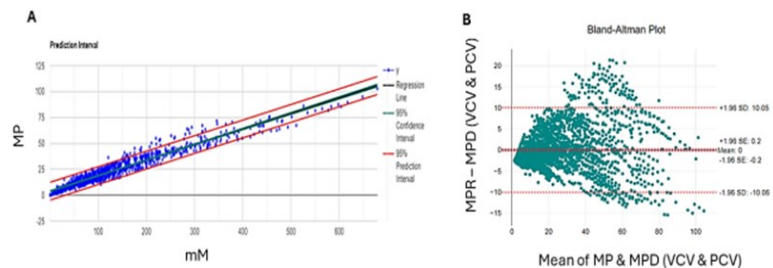 A
Prediction Interval
125
100
75
50
25
0
25
MP
100
200
300
400
500
600
mM
y
Regression
Line
95%
Confidence
Interval
95%
Prediction
Interval
B
Bland-Altman Plot
20
15
10
5
0
−5
−10
−15
MPR – MPD (VCV & PCV)
+1.96 SD: 10.05
+1.96 SE: 0.2
Mean: 0
-1.96 SE: -0.2
-1.96 SD: -10.06
0
20
40
60
80
100
Mean of MP & MPD (VCV & PCV)